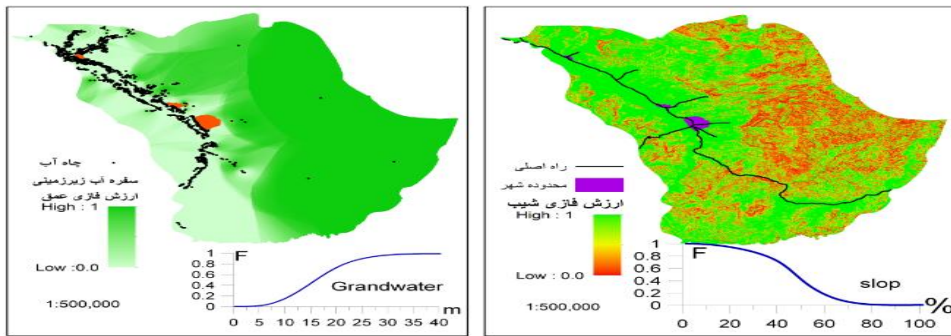 چاه آب
سفره آب زیرزمینی
ارزش فازی عمق
High : 1
Low :0.0
1:500,000
F
1
0.8
0.6
0.4
0.2
0
Grandwater
0 5 10 15 20 25 30 35 40 m
راه اصلی
محدوده شهر
ارزش فازی شیب
High : 1
Low : 0.0
1:500,000
F
1
0.8
0.6
0.4
0.2
0
slop
0 20 40 60 80 100 %